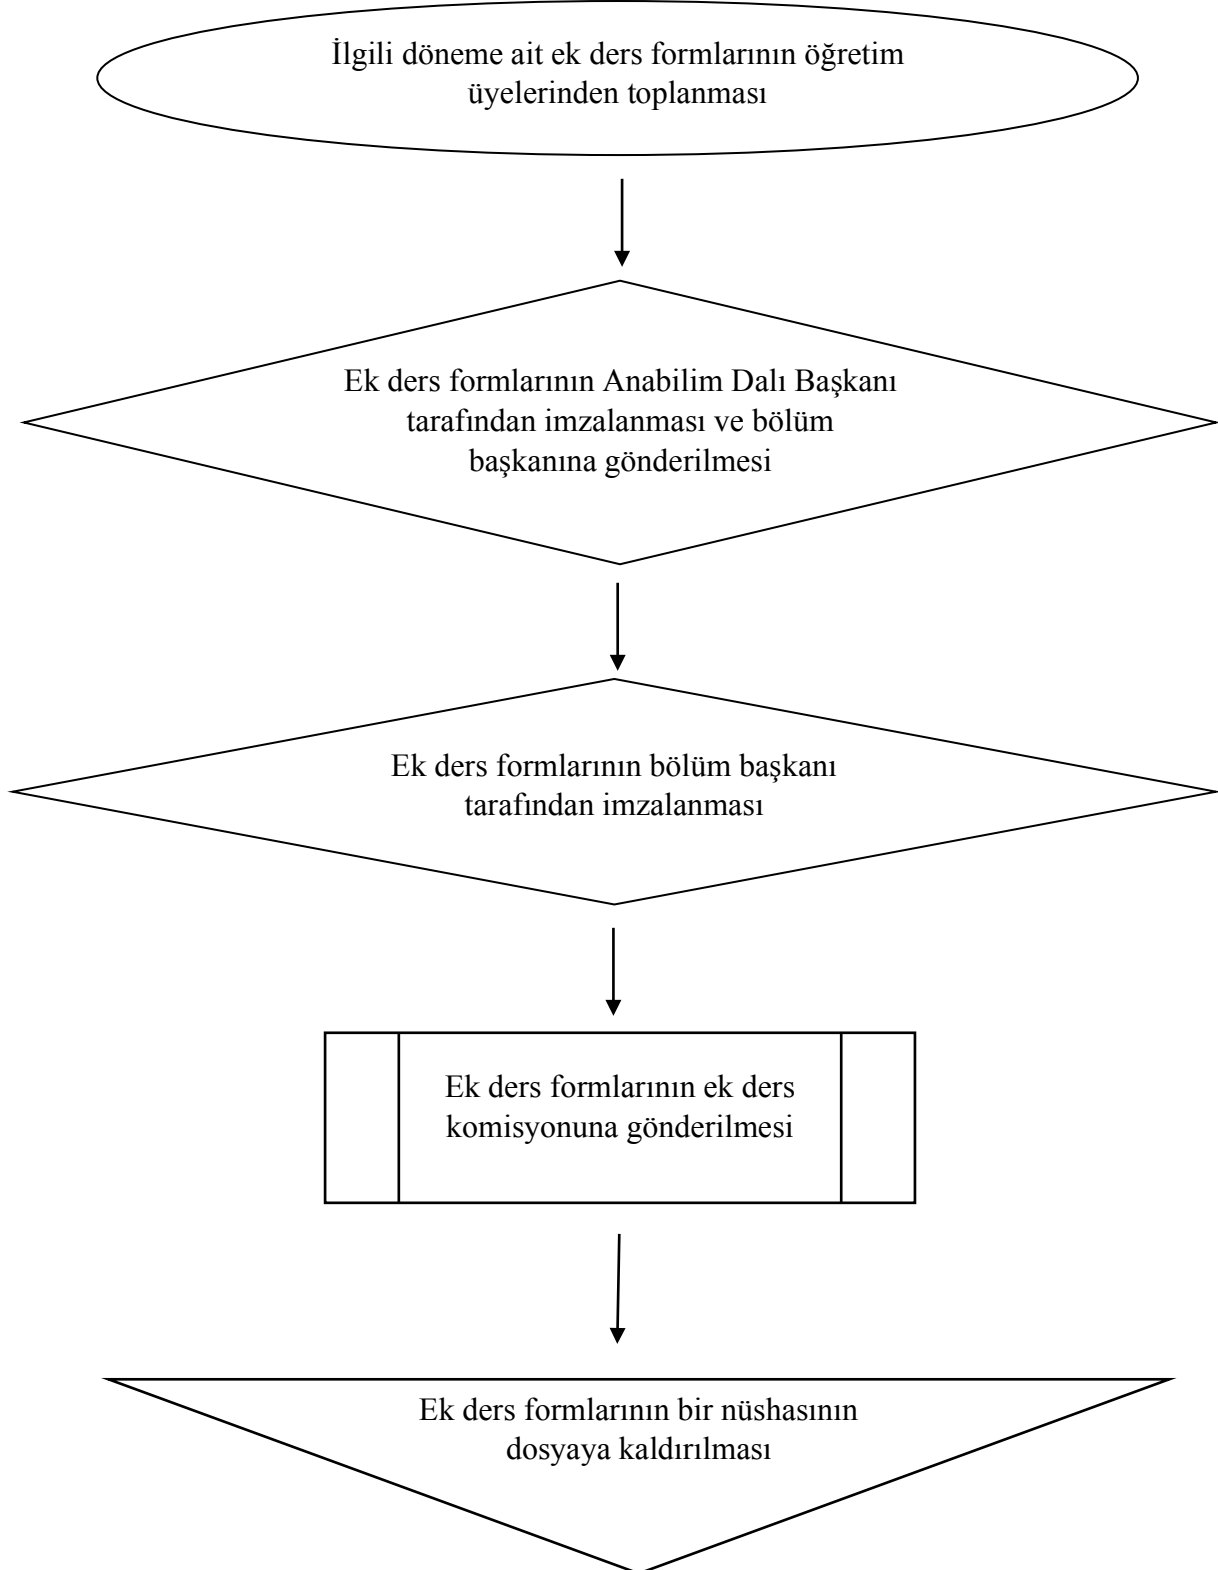 İlgili döneme ait ek ders formlarının öğretim
üyelerinden toplanması
Ek ders formlarının Anabilim Dalı Başkanı
tarafından imzalanması ve bölüm
başkanına gönderilmesi
Ek ders formlarının bölüm başkanı
tarafından imzalanması
Ek ders formlarının ek ders
komisyonuna gönderilmesi
Ek ders formlarının bir nüshasının
dosyaya kaldırılması